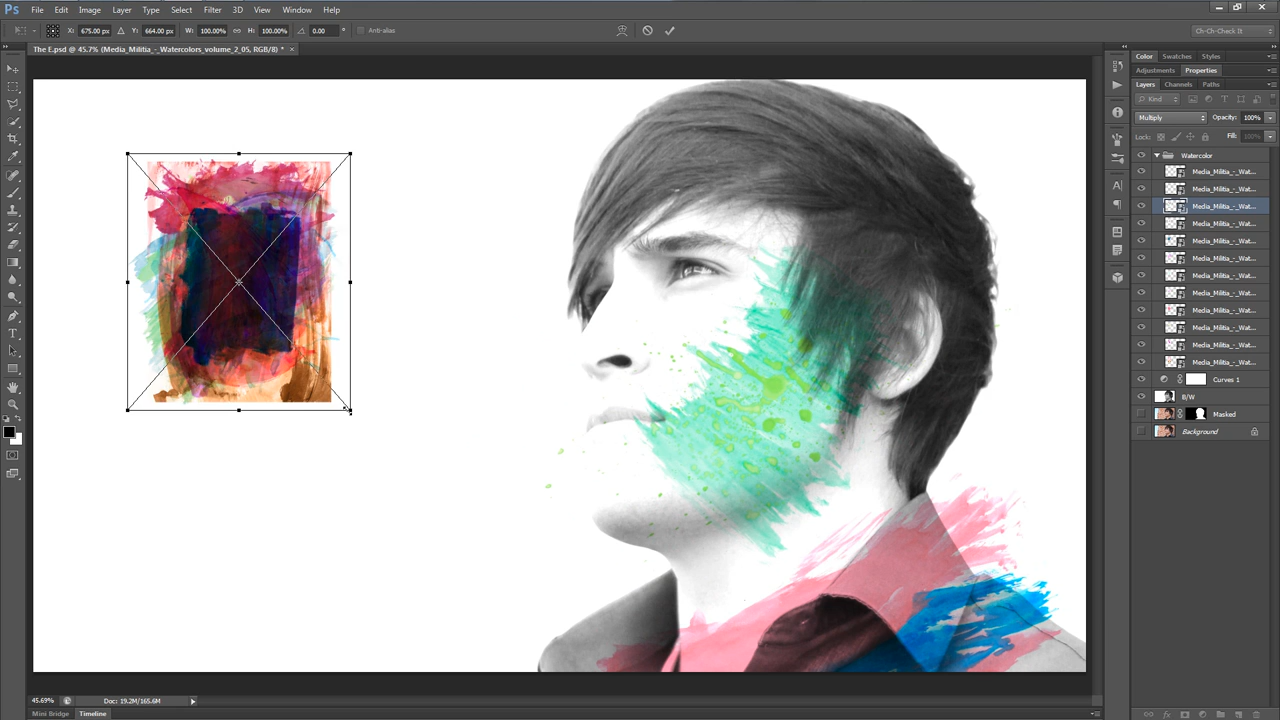 Ps File Edit Image Layer Type Select Filter 3D View Window Help
X: 675.00 px Y: 664.00 px W: 100.00% H: 100.00% 0.00 ° Anti-alias Ch-Ch-Check It
The E.psd @ 45.7% (Media_Militia_-_Watercolors_volume_2_05, RGB/8) * ×
Color Swatches Styles
Adjustments Properties
Layers Channels Paths
Kind
Multiply Opacity: 100%
Lock: Fill: 100%
Watercolor
Media_Militia_-_Wat...
Media_Militia_-_Wat...
Media_Militia_-_Wat...
Media_Militia_-_Wat...
Media_Militia_-_Wat...
Media_Militia_-_Wat...
Media_Militia_-_Wat...
Media_Militia_-_Wat...
Media_Militia_-_Wat...
Media_Militia_-_Wat...
Media_Militia_-_Wat...
Media_Militia_-_Wat...
Curves 1
B/W
Masked
Background
45.69% Doc: 19.2M/165.6M
Mini Bridge Timeline